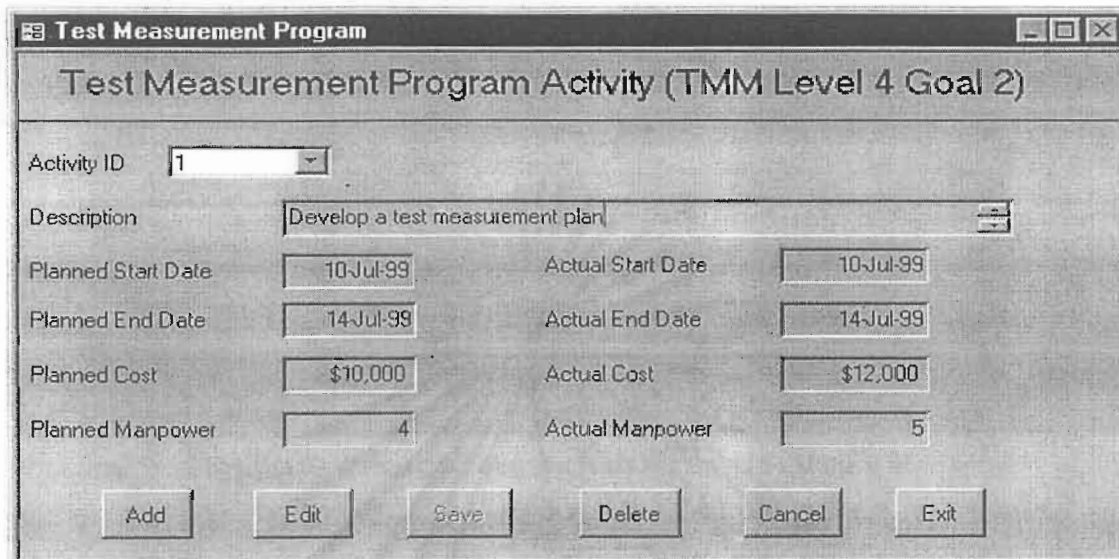 Test Measurement Program
Test Measurement Program Activity (TMM Level 4 Goal 2)
Activity ID 1
Description Develop a test measurement plan
Planned Start Date 10-Jul-99 Actual Start Date 10-Jul-99
Planned End Date 14-Jul-99 Actual End Date 14-Jul-99
Planned Cost $10,000 Actual Cost $12,000
Planned Manpower 4 Actual Manpower 5
Add Edit Save Delete Cancel Exit